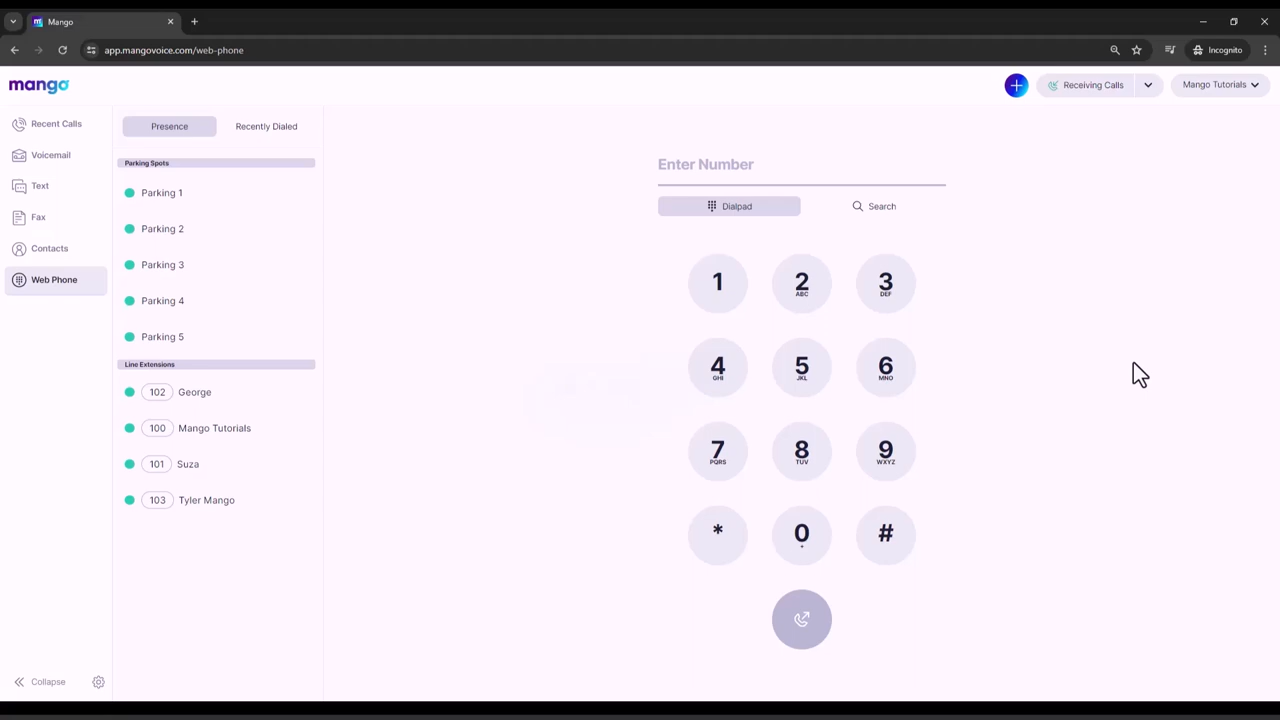 Mango
app.mangovoice.com/web-phone
Incognito
mango
Receiving Calls
Mango Tutorials
Recent Calls
Voicemail
Text
Fax
Contacts
Web Phone
Collapse
Presence
Recently Dialed
Parking Spots
Parking 1
Parking 2
Parking 3
Parking 4
Parking 5
Line Extensions
102 George
100 Mango Tutorials
101 Suza
103 Tyler Mango
Enter Number
Dialpad
Search
1
2
ABC
3
DEF
4
GHI
5
JKL
6
MNO
7
PQRS
8
TUV
9
WXYZ
*
0
+
#